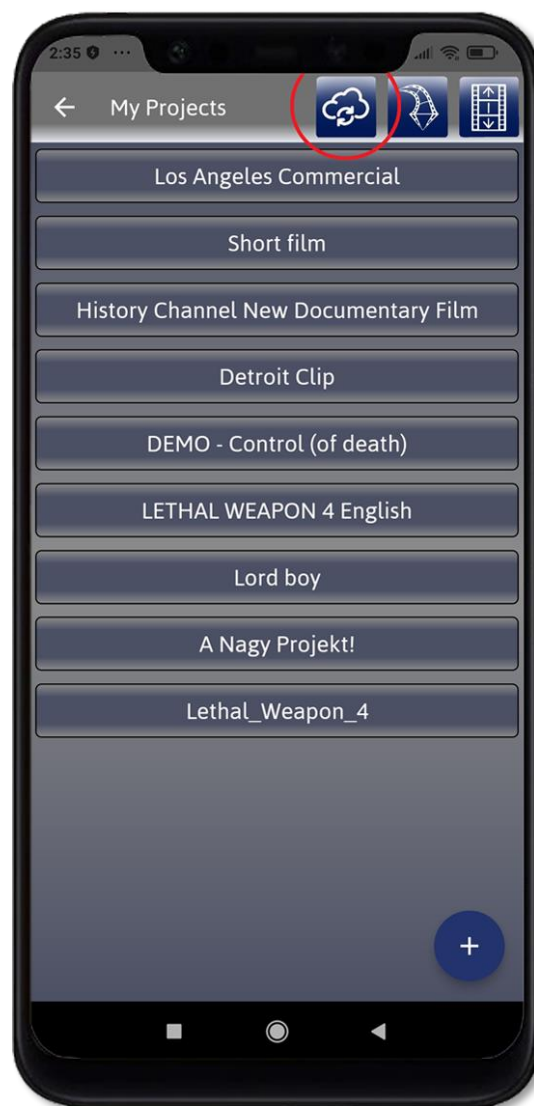 2:35
My Projects
Los Angeles Commercial
Short film
History Channel New Documentary Film
Detroit Clip
DEMO - Control (of death)
LETHAL WEAPON 4 English
Lord boy
A Nagy Projekt!
Lethal_Weapon_4